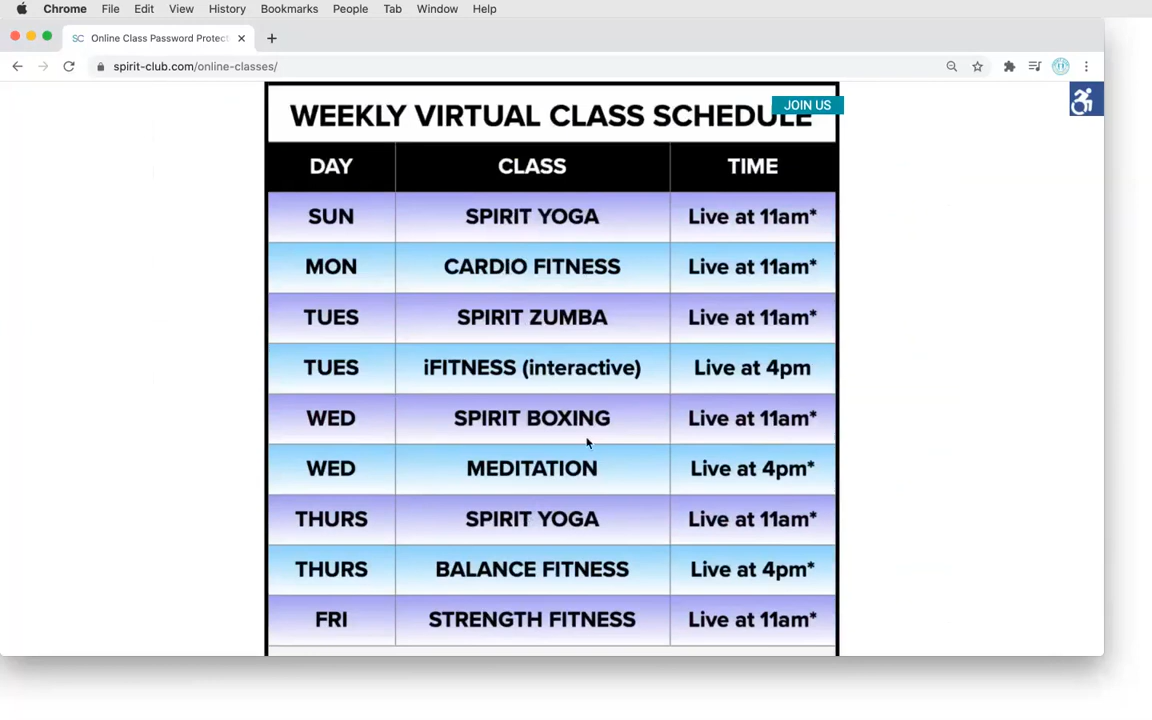 Chrome File Edit View History Bookmarks People Tab Window Help
SC Online Class Password Protect
spirit-club.com/online-classes/
WEEKLY VIRTUAL CLASS SCHEDULE
JOIN US
DAY CLASS TIME
SUN SPIRIT YOGA Live at 11am*
MON CARDIO FITNESS Live at 11am*
TUES SPIRIT ZUMBA Live at 11am*
TUES iFITNESS (interactive) Live at 4pm
WED SPIRIT BOXING Live at 11am*
WED MEDITATION Live at 4pm*
THURS SPIRIT YOGA Live at 11am*
THURS BALANCE FITNESS Live at 4pm*
FRI STRENGTH FITNESS Live at 11am*